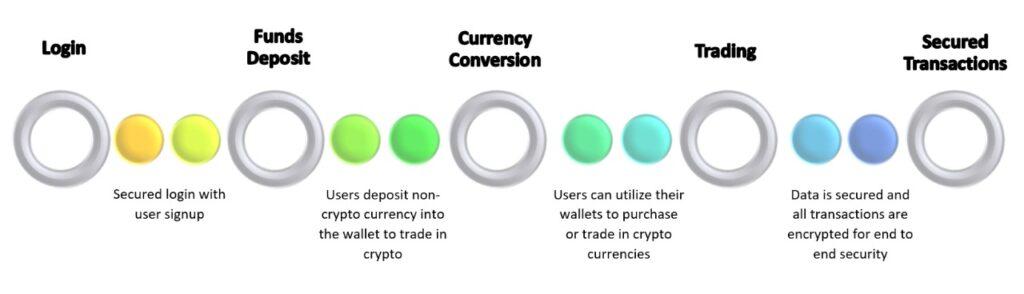 Login
Funds
Deposit
Currency
Conversion
Trading
Secured
Transactions
Secured login with
user signup
Users deposit non-
crypto currency into
the wallet to trade in
crypto
Users can utilize their
wallets to purchase
or trade in crypto
currencies
Data is secured and
all transactions are
encrypted for end to
end security